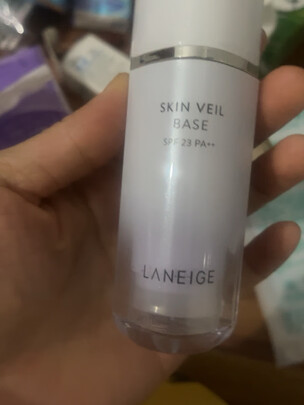 SKIN VEIL
BASE
SPF 23 PA++
LANEIGE